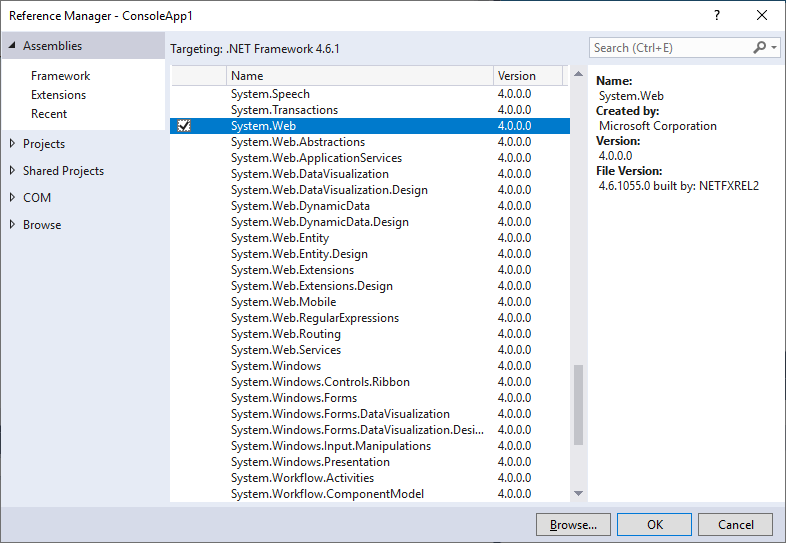 Reference Manager - ConsoleApp1
Assemblies
Framework
Extensions
Recent
Projects
Shared Projects
COM
Browse
Targeting: .NET Framework 4.6.1
Name Version
System.Speech 4.0.0.0
System.Transactions 4.0.0.0
System.Web 4.0.0.0
System.Web.Abstractions 4.0.0.0
System.Web.ApplicationServices 4.0.0.0
System.Web.DataVisualization 4.0.0.0
System.Web.DataVisualization.Design 4.0.0.0
System.Web.DynamicData 4.0.0.0
System.Web.DynamicData.Design 4.0.0.0
System.Web.Entity 4.0.0.0
System.Web.Entity.Design 4.0.0.0
System.Web.Extensions 4.0.0.0
System.Web.Extensions.Design 4.0.0.0
System.Web.Mobile 4.0.0.0
System.Web.RegularExpressions 4.0.0.0
System.Web.Routing 4.0.0.0
System.Web.Services 4.0.0.0
System.Windows 4.0.0.0
System.Windows.Controls.Ribbon 4.0.0.0
System.Windows.Forms 4.0.0.0
System.Windows.Forms.DataVisualization 4.0.0.0
System.Windows.Forms.DataVisualization.Desi... 4.0.0.0
System.Windows.Input.Manipulations 4.0.0.0
System.Windows.Presentation 4.0.0.0
System.Workflow.Activities 4.0.0.0
System.Workflow.ComponentModel 4.0.0.0
Search (Ctrl+E)
Name:
System.Web
Created by:
Microsoft Corporation
Version:
4.0.0.0
File Version:
4.6.1055.0 built by: NETFXREL2
Browse... OK Cancel